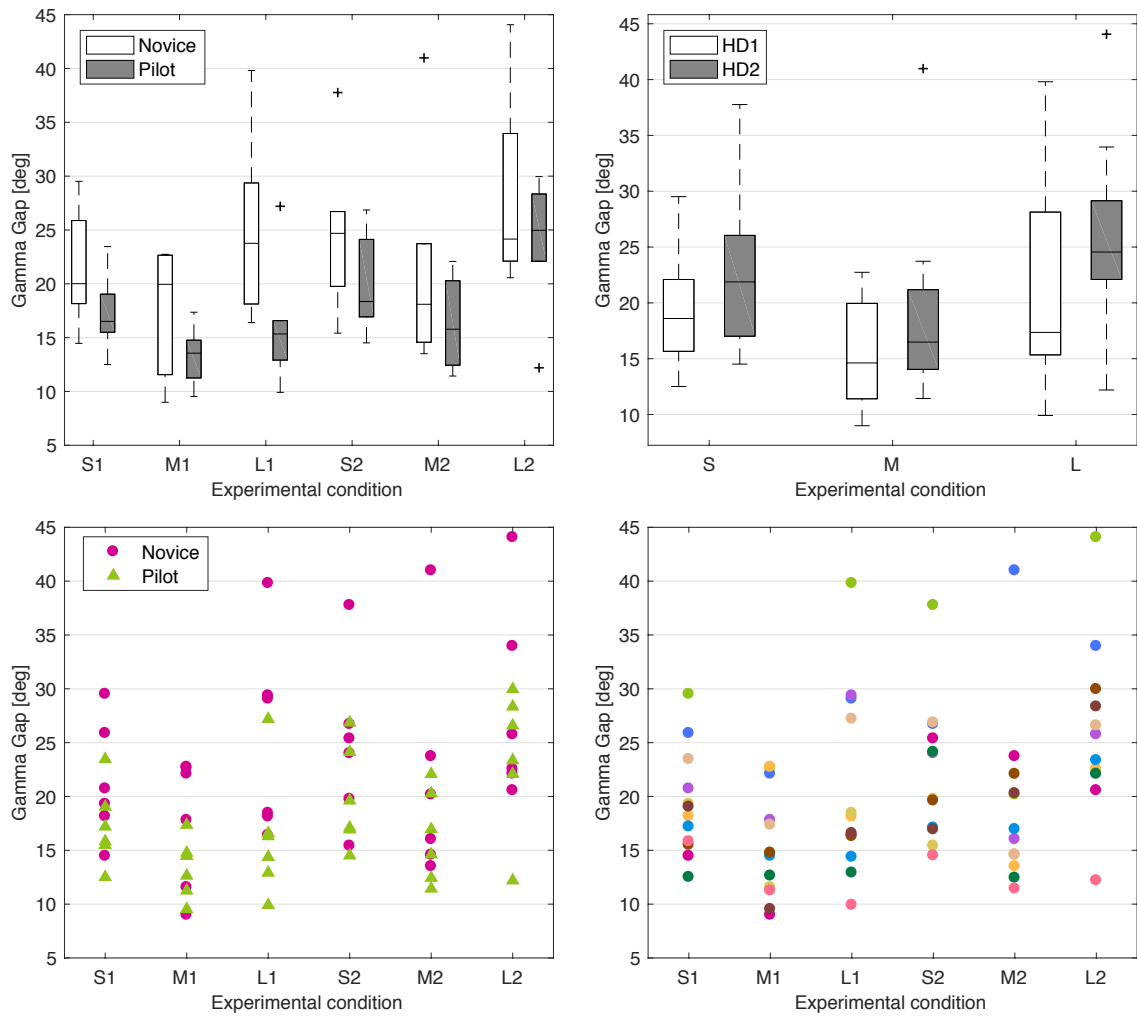 45
40
35
30
25
20
15
10
5
Gamma Gap [deg]
Novice
Pilot
S1 M1 L1 S2 M2 L2
Experimental condition
45
40
35
30
25
20
15
10
Gamma Gap [deg]
HD1
HD2
S M L
Experimental condition
45
40
35
30
25
20
15
10
5
Gamma Gap [deg]
Novice
Pilot
S1 M1 L1 S2 M2 L2
Experimental condition
45
40
35
30
25
20
15
10
5
Gamma Gap [deg]
S1 M1 L1 S2 M2 L2
Experimental condition